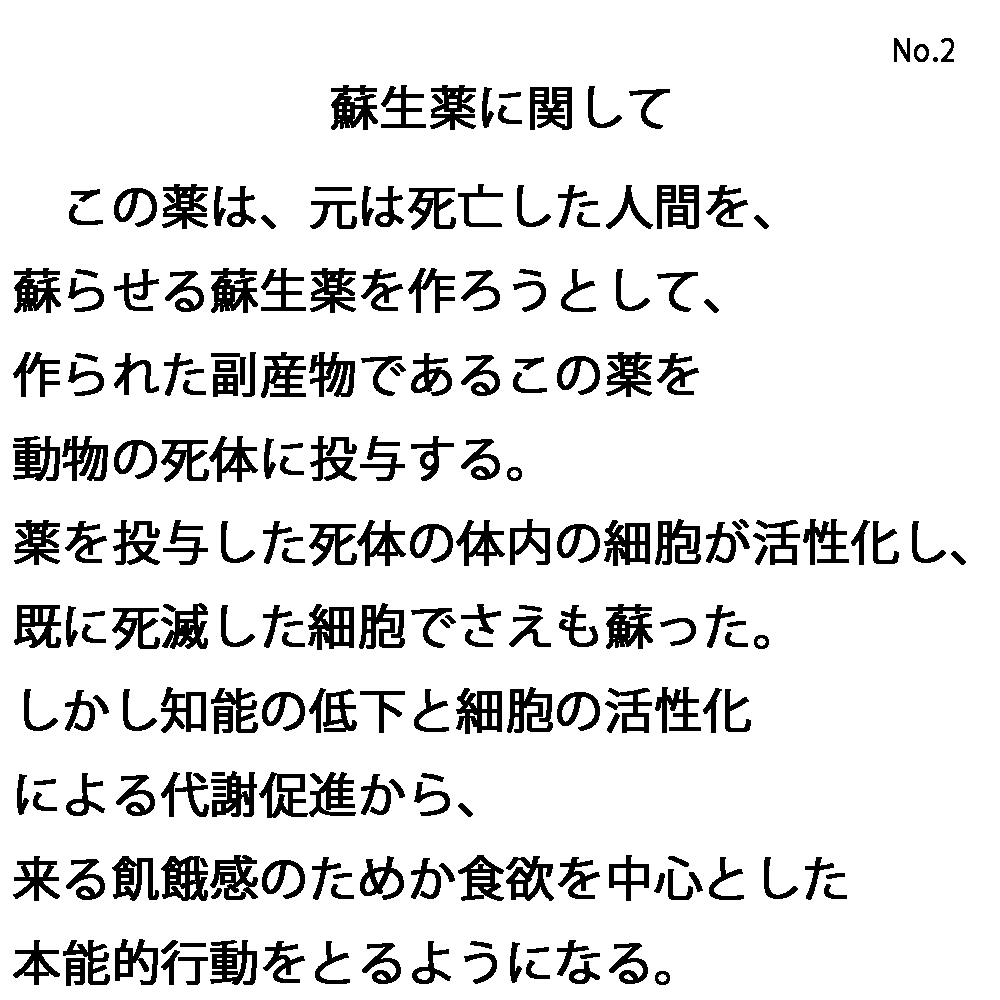 No.2
蘇生薬に関して
　この薬は、元は死亡した人間を、
蘇らせる蘇生薬を作ろうとして、
作られた副産物であるこの薬を
動物の死体に投与する。
薬を投与した死体の体内の細胞が活性化し、
既に死滅した細胞でさえも蘇った。
しかし知能の低下と細胞の活性化
による代謝促進から、
来る飢餓感のためか食欲を中心とした
本能的行動をとるようになる。